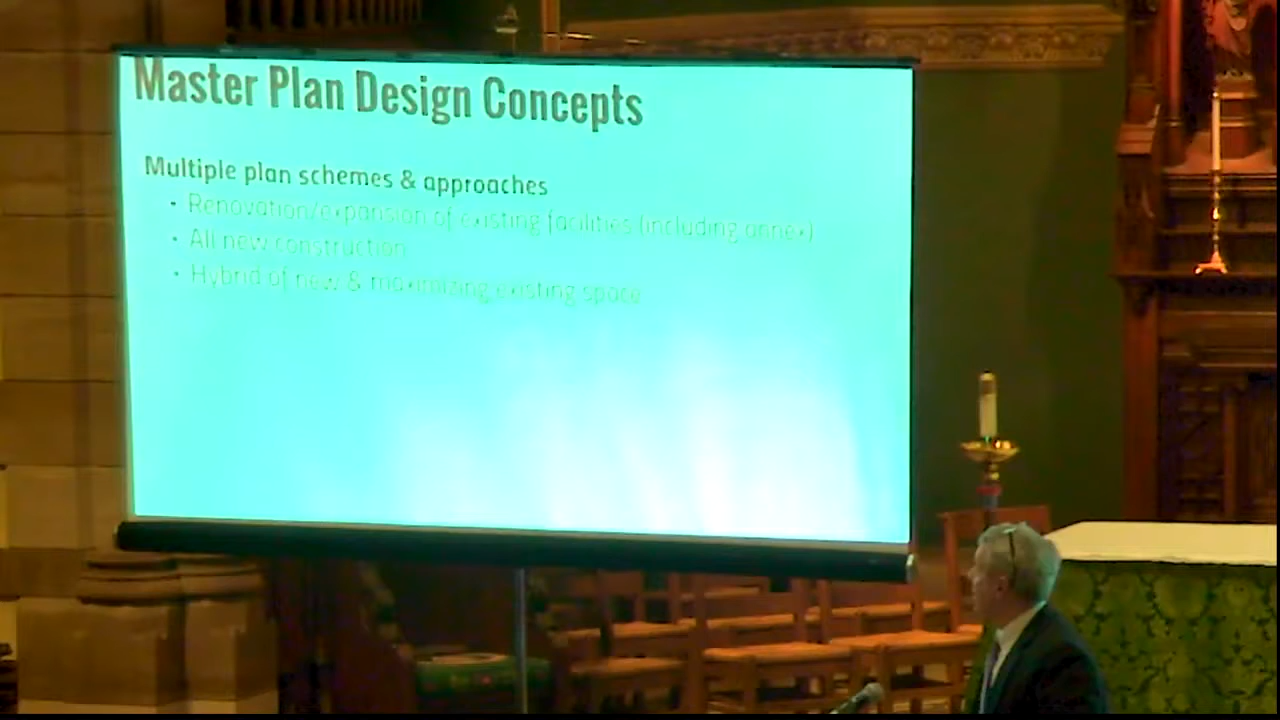 Master Plan Design Concepts
Multiple plan schemes & approaches
• Renovation/expansion of existing facilities (including annex)
• All new construction
• Hybrid of new & maximizing existing space